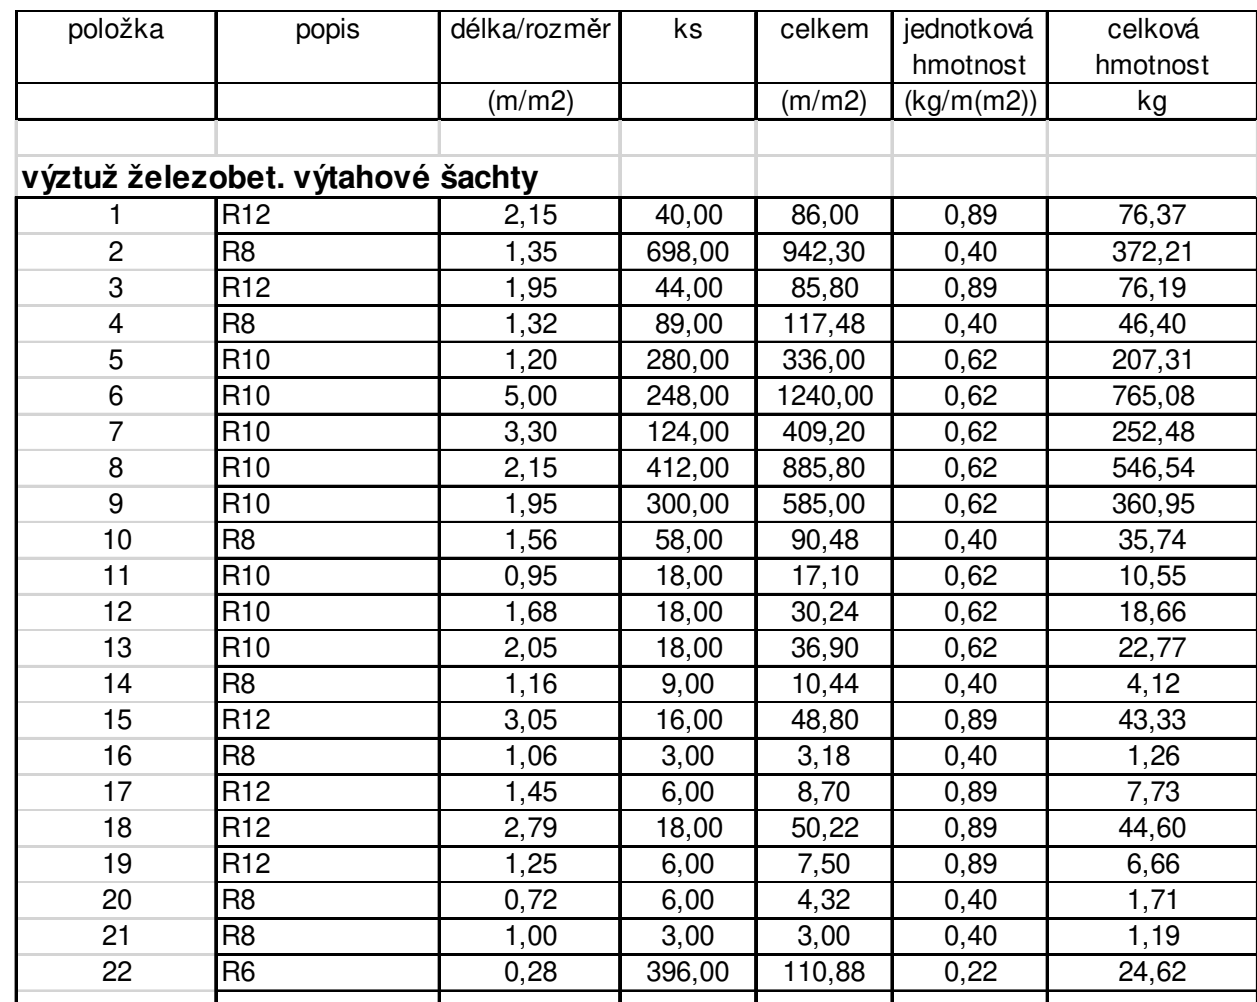 položka popis délka/rozměr ks celkem jednotková celková
hmotnost hmotnost
(m/m2) (m/m2) (kg/m(m2)) kg
výztuž železobet. výtahové šachty
1 R12 2,15 40,00 86,00 0,89 76,37
2 R8 1,35 698,00 942,30 0,40 372,21
3 R12 1,95 44,00 85,80 0,89 76,19
4 R8 1,32 89,00 117,48 0,40 46,40
5 R10 1,20 280,00 336,00 0,62 207,31
6 R10 5,00 248,00 1240,00 0,62 765,08
7 R10 3,30 124,00 409,20 0,62 252,48
8 R10 2,15 412,00 885,80 0,62 546,54
9 R10 1,95 300,00 585,00 0,62 360,95
10 R8 1,56 58,00 90,48 0,40 35,74
11 R10 0,95 18,00 17,10 0,62 10,55
12 R10 1,68 18,00 30,24 0,62 18,66
13 R10 2,05 18,00 36,90 0,62 22,77
14 R8 1,16 9,00 10,44 0,40 4,12
15 R12 3,05 16,00 48,80 0,89 43,33
16 R8 1,06 3,00 3,18 0,40 1,26
17 R12 1,45 6,00 8,70 0,89 7,73
18 R12 2,79 18,00 50,22 0,89 44,60
19 R12 1,25 6,00 7,50 0,89 6,66
20 R8 0,72 6,00 4,32 0,40 1,71
21 R8 1,00 3,00 3,00 0,40 1,19
22 R6 0,28 396,00 110,88 0,22 24,62